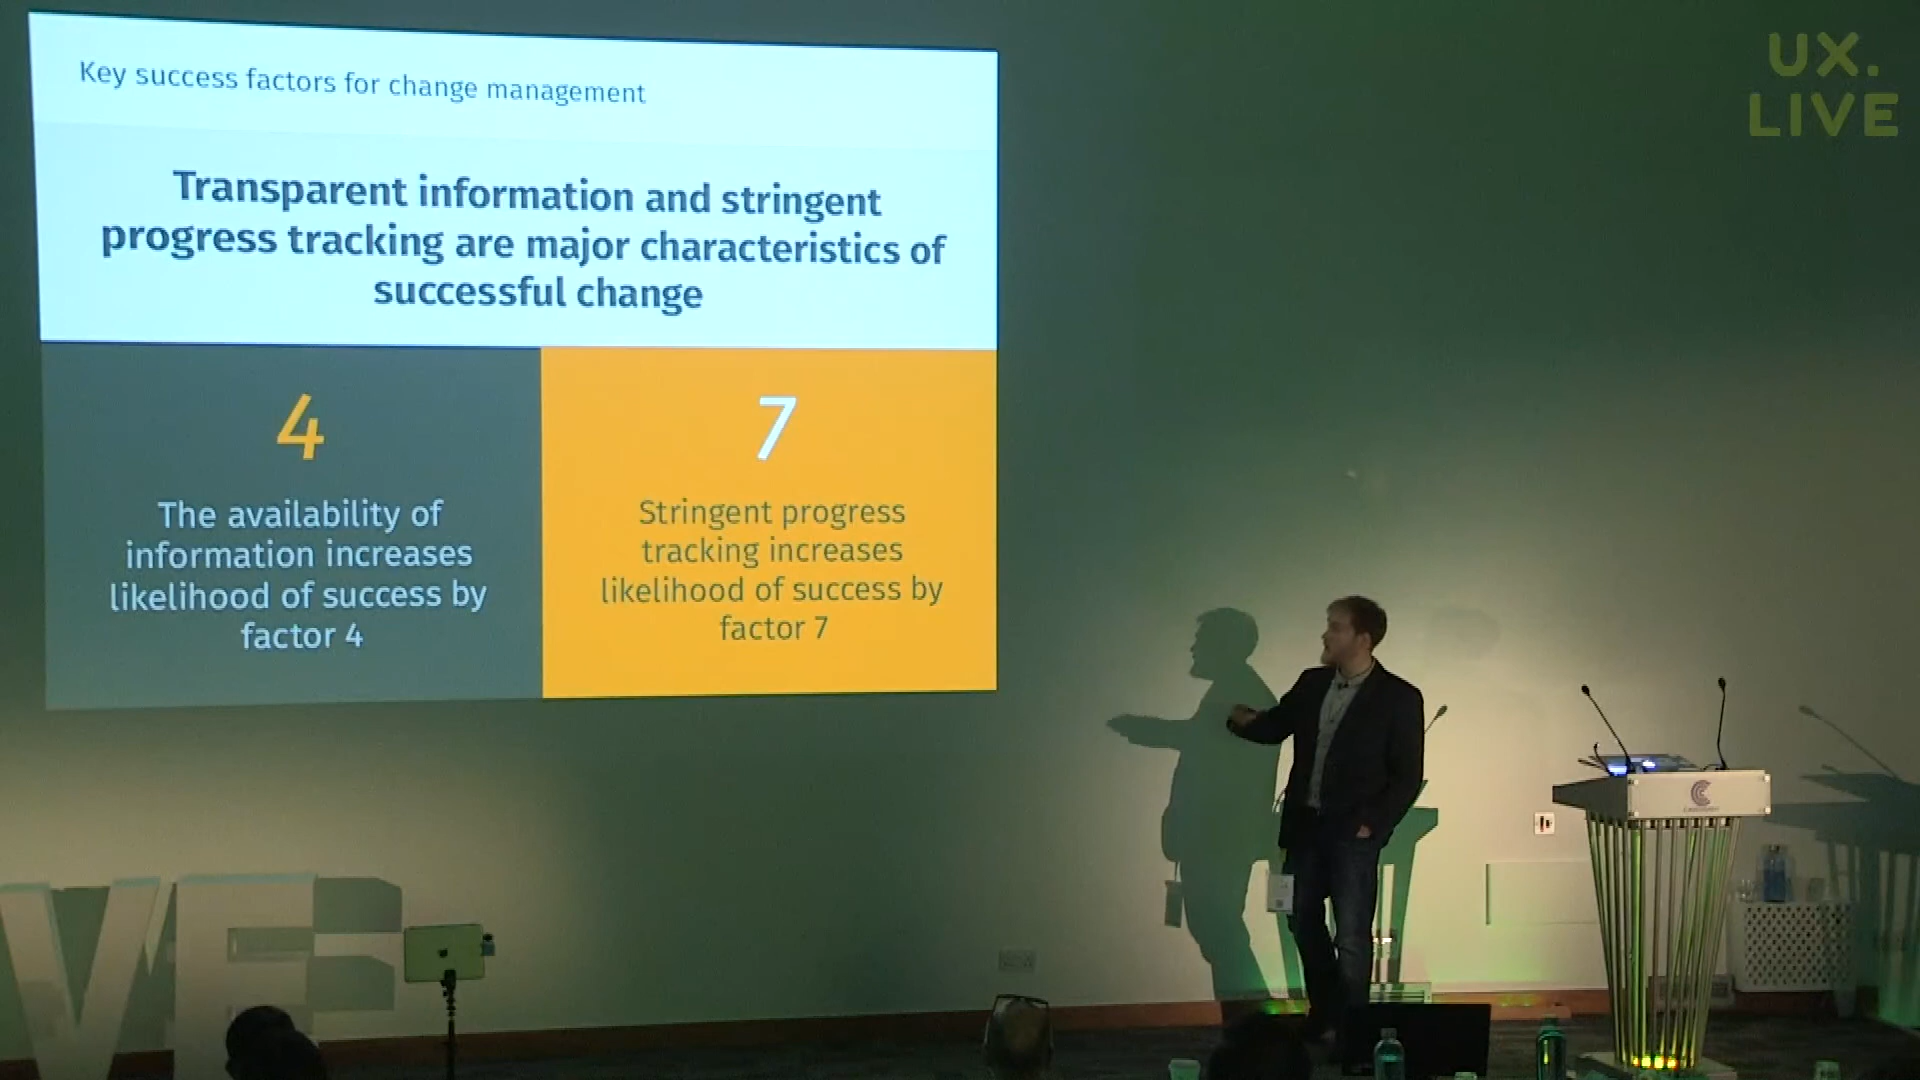 Key success factors for change management
Transparent information and stringent
progress tracking are major characteristics of
successful change
4
The availability of
information increases
likelihood of success by
factor 4
7
Stringent progress
tracking increases
likelihood of success by
factor 7
UX.
LIVE
VE